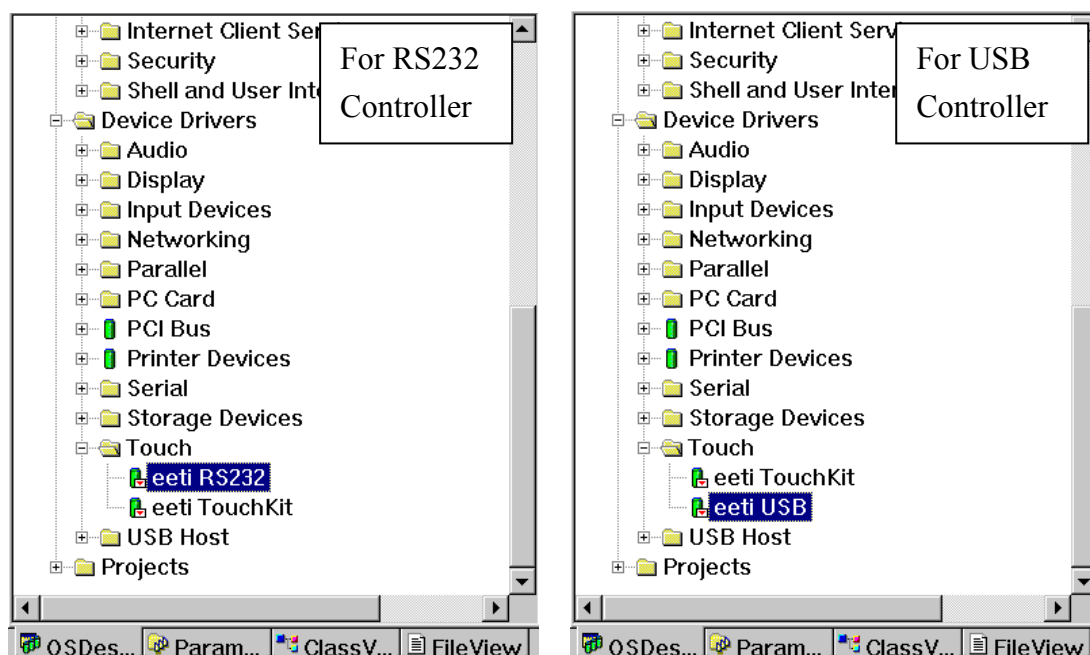 Internet Client Ser
Security
Shell and User Int
For RS232
Controller
Device Drivers
Audio
Display
Input Devices
Networking
Parallel
PC Card
PCI Bus
Printer Devices
Serial
Storage Devices
Touch
eeti RS232
eeti TouchKit
USB Host
Projects
OSDes... Param... ClassV... FileView
Internet Client Serv
Security
Shell and User Inter
For USB
Controller
Device Drivers
Audio
Display
Input Devices
Networking
Parallel
PC Card
PCI Bus
Printer Devices
Serial
Storage Devices
Touch
eeti TouchKit
eeti USB
USB Host
Projects
OSDes... Param... ClassV... FileView